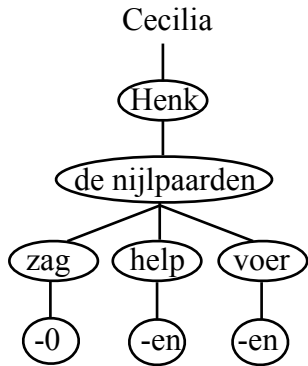 Cecilia
Henk
de nijlpaarden
zag help voer
-0 -en -en